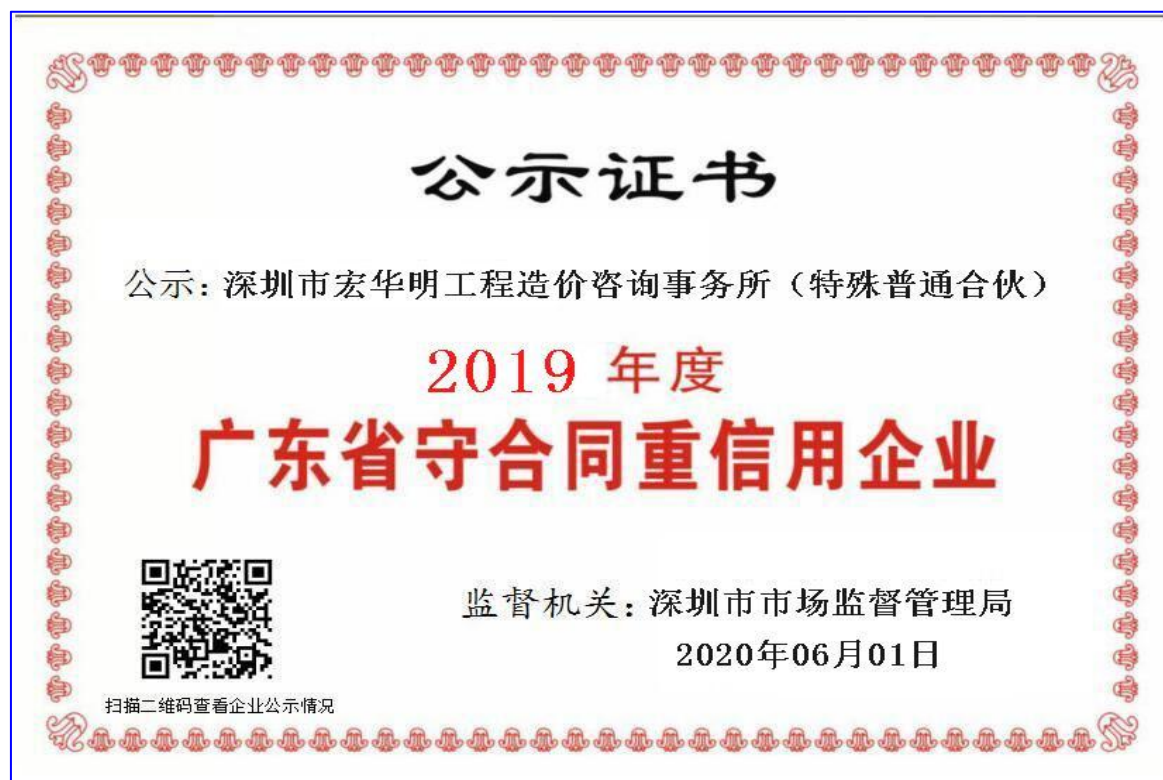 公示证书
公示：深圳市宏华明工程造价咨询事务所（特殊普通合伙）
2019 年度
广东省守合同重信用企业
监督机关：深圳市市场监督管理局
2020年06月01日
扫描二维码查看企业公示情况